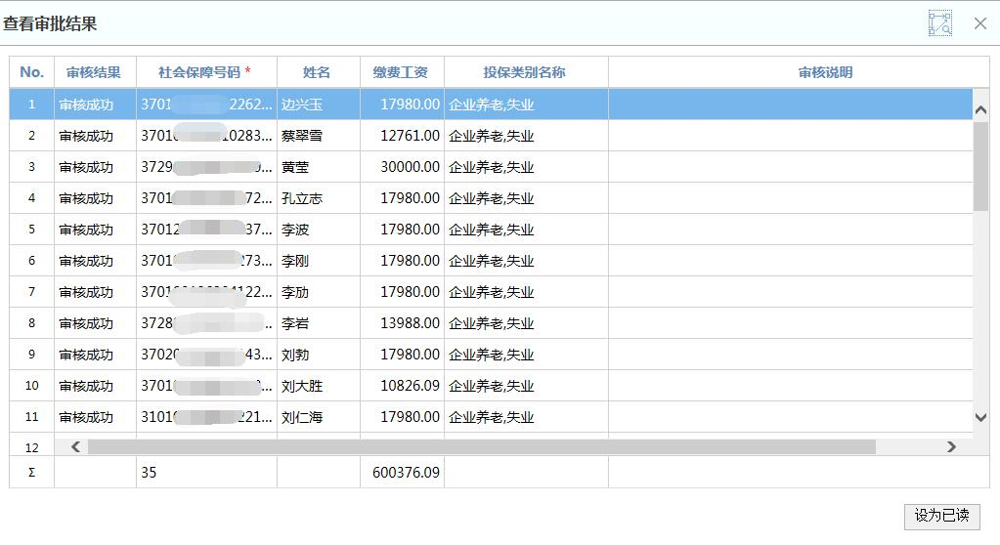 查看审批结果
No. 审核结果 社会保障号码 * 姓名 缴费工资 投保类别名称 审核说明
1 审核成功 3701 2262... 边兴玉 17980.00 企业养老,失业
2 审核成功 3701 10283... 蔡翠雪 12761.00 企业养老,失业
3 审核成功 3729 ... 黄莹 30000.00 企业养老,失业
4 审核成功 3701 72... 孔立志 17980.00 企业养老,失业
5 审核成功 37012 37... 李波 17980.00 企业养老,失业
6 审核成功 3701 273... 李刚 17980.00 企业养老,失业
7 审核成功 3701 122... 李劢 17980.00 企业养老,失业
8 审核成功 3728 ... 李岩 13988.00 企业养老,失业
9 审核成功 37020 43... 刘勃 17980.00 企业养老,失业
10 审核成功 3701 ... 刘大胜 10826.09 企业养老,失业
11 审核成功 3101 221... 刘仁海 17980.00 企业养老,失业
12
Σ 35 600376.09
设为已读